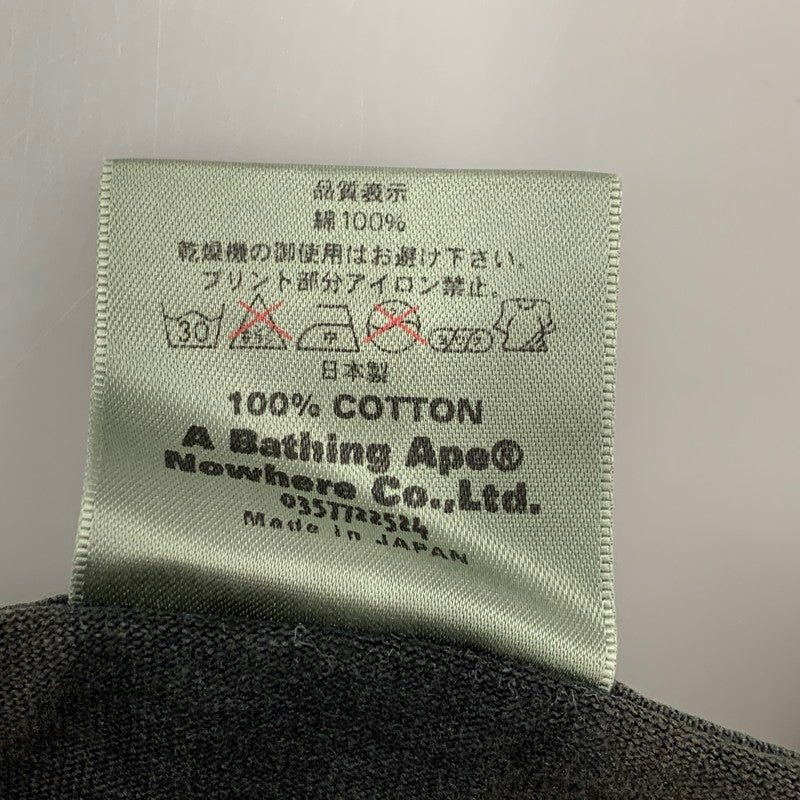 品質表示
綿100%
乾燥機の御使用はお避け下さい。
プリント部分アイロン禁止。
30 中
日本製
100% COTTON
A Bathing Ape®
Nowhere Co.,Ltd.
0357722524
Made in JAPAN